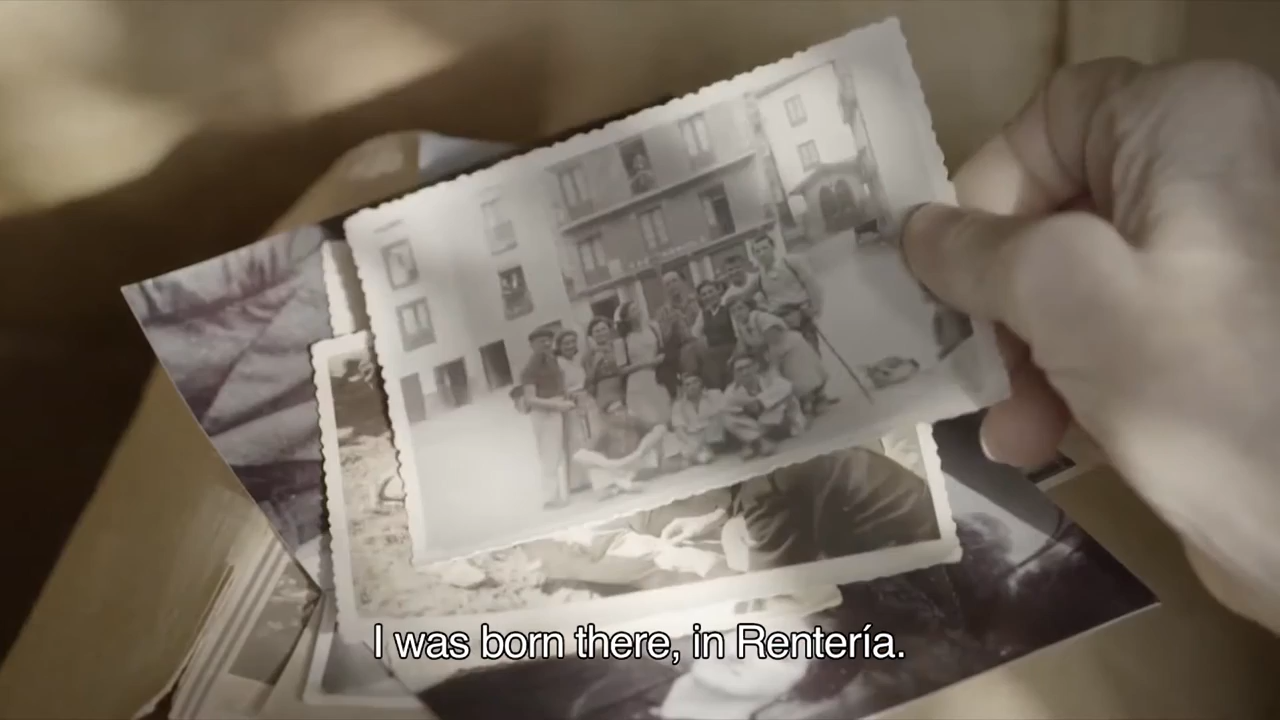 I was born there, in Rentería.